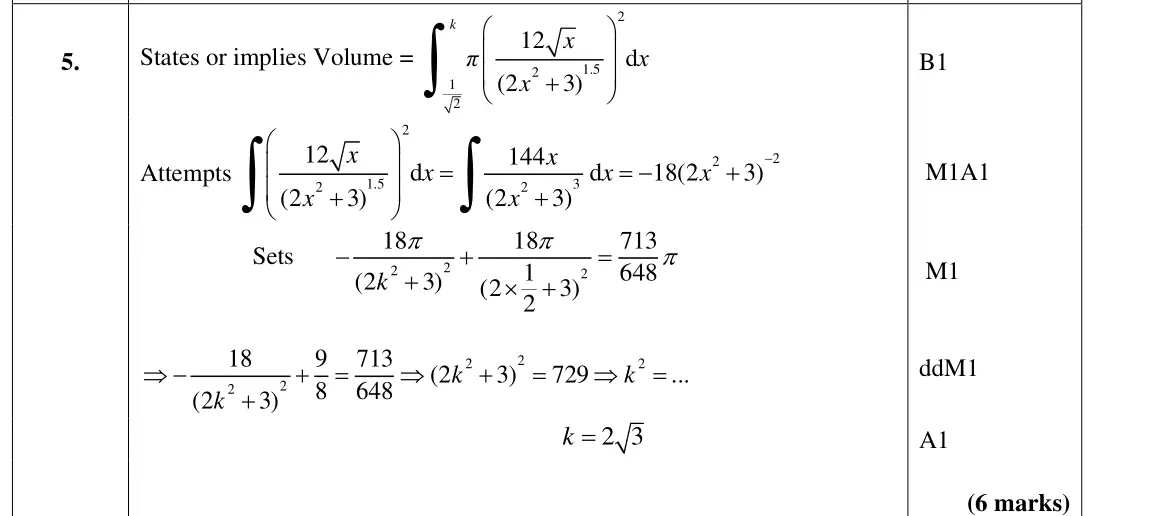 5. States or implies Volume = ∫_{1/√2}^{k} π (12√x / (2x² + 3)^{1.5})² dx B1
Attempts ∫ (12√x / (2x² + 3)^{1.5})² dx = ∫ 144x / (2x² + 3)³ dx = −18(2x² + 3)^{−2} M1A1
Sets − 18π / (2k² + 3)² + 18π / (2 × 1/2 + 3)² = 713/648 π M1
⇒ − 18 / (2k² + 3)² + 9/8 = 713/648 ⇒ (2k² + 3)² = 729 ⇒ k² = ... ddM1
k = 2√3 A1
(6 marks)